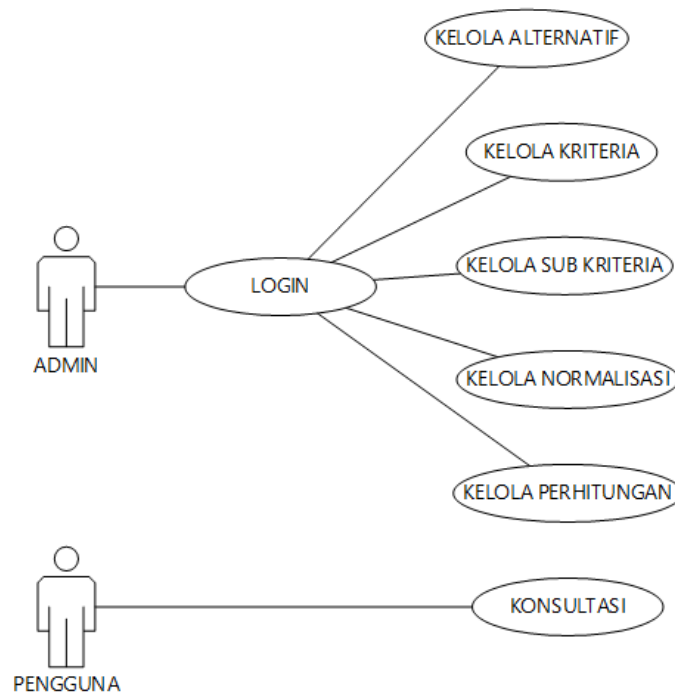 KELOLA ALTERNATIF
KELOLA KRITERIA
KELOLA SUB KRITERIA
LOGIN
ADMIN
KELOLA NORMALISASI
KELOLA PERHITUNGAN
KONSULTASI
PENGGUNA